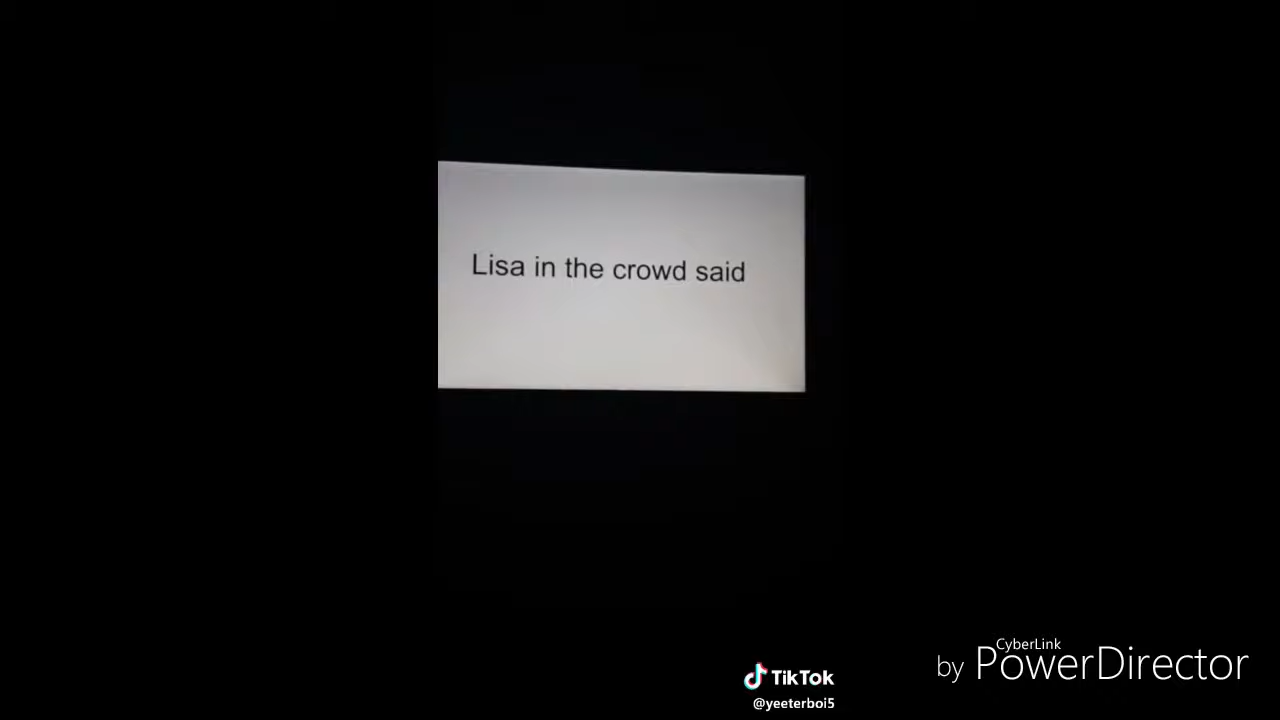 Lisa in the crowd said
CyberLink
by PowerDirector
TikTok
@yeeterboi5